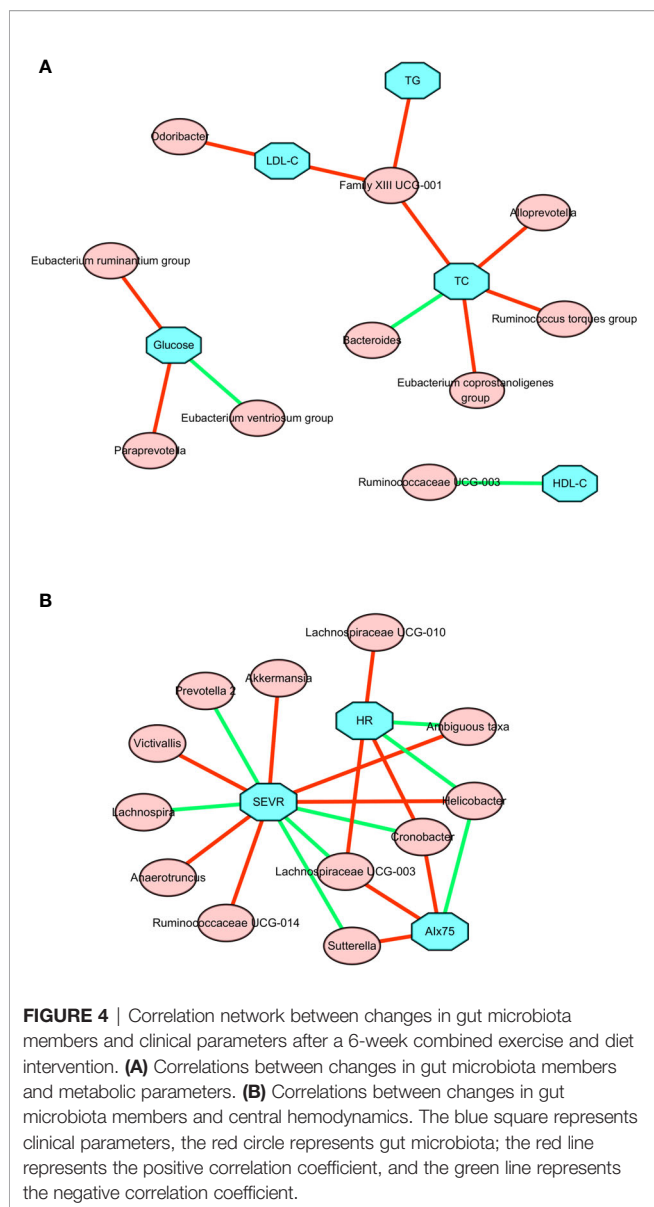 A
TG
Odoribacter
LDL-C
Family XIII UCG-001
Alloprevotella
Eubacterium ruminantium group
TC
Ruminococcus torques group
Glucose
Bacteroides
Eubacterium coprostanoligenes
group
Eubacterium ventriosum group
Paraprevotella
Ruminococcaceae UCG-003
HDL-C
B
Lachnospiraceae UCG-010
Akkermansia
Prevotella 2
HR
Ambiguous taxa
Victivallis
SEVR
Helicobacter
Lachnospira
Cronobacter
Lachnospiraceae UCG-003
Anaerotruncus
Ruminococcaceae UCG-014
AIx75
Sutterella
FIGURE 4 | Correlation network between changes in gut microbiota
members and clinical parameters after a 6-week combined exercise and diet
intervention. (A) Correlations between changes in gut microbiota members
and metabolic parameters. (B) Correlations between changes in gut
microbiota members and central hemodynamics. The blue square represents
clinical parameters, the red circle represents gut microbiota; the red line
represents the positive correlation coefficient, and the green line represents
the negative correlation coefficient.